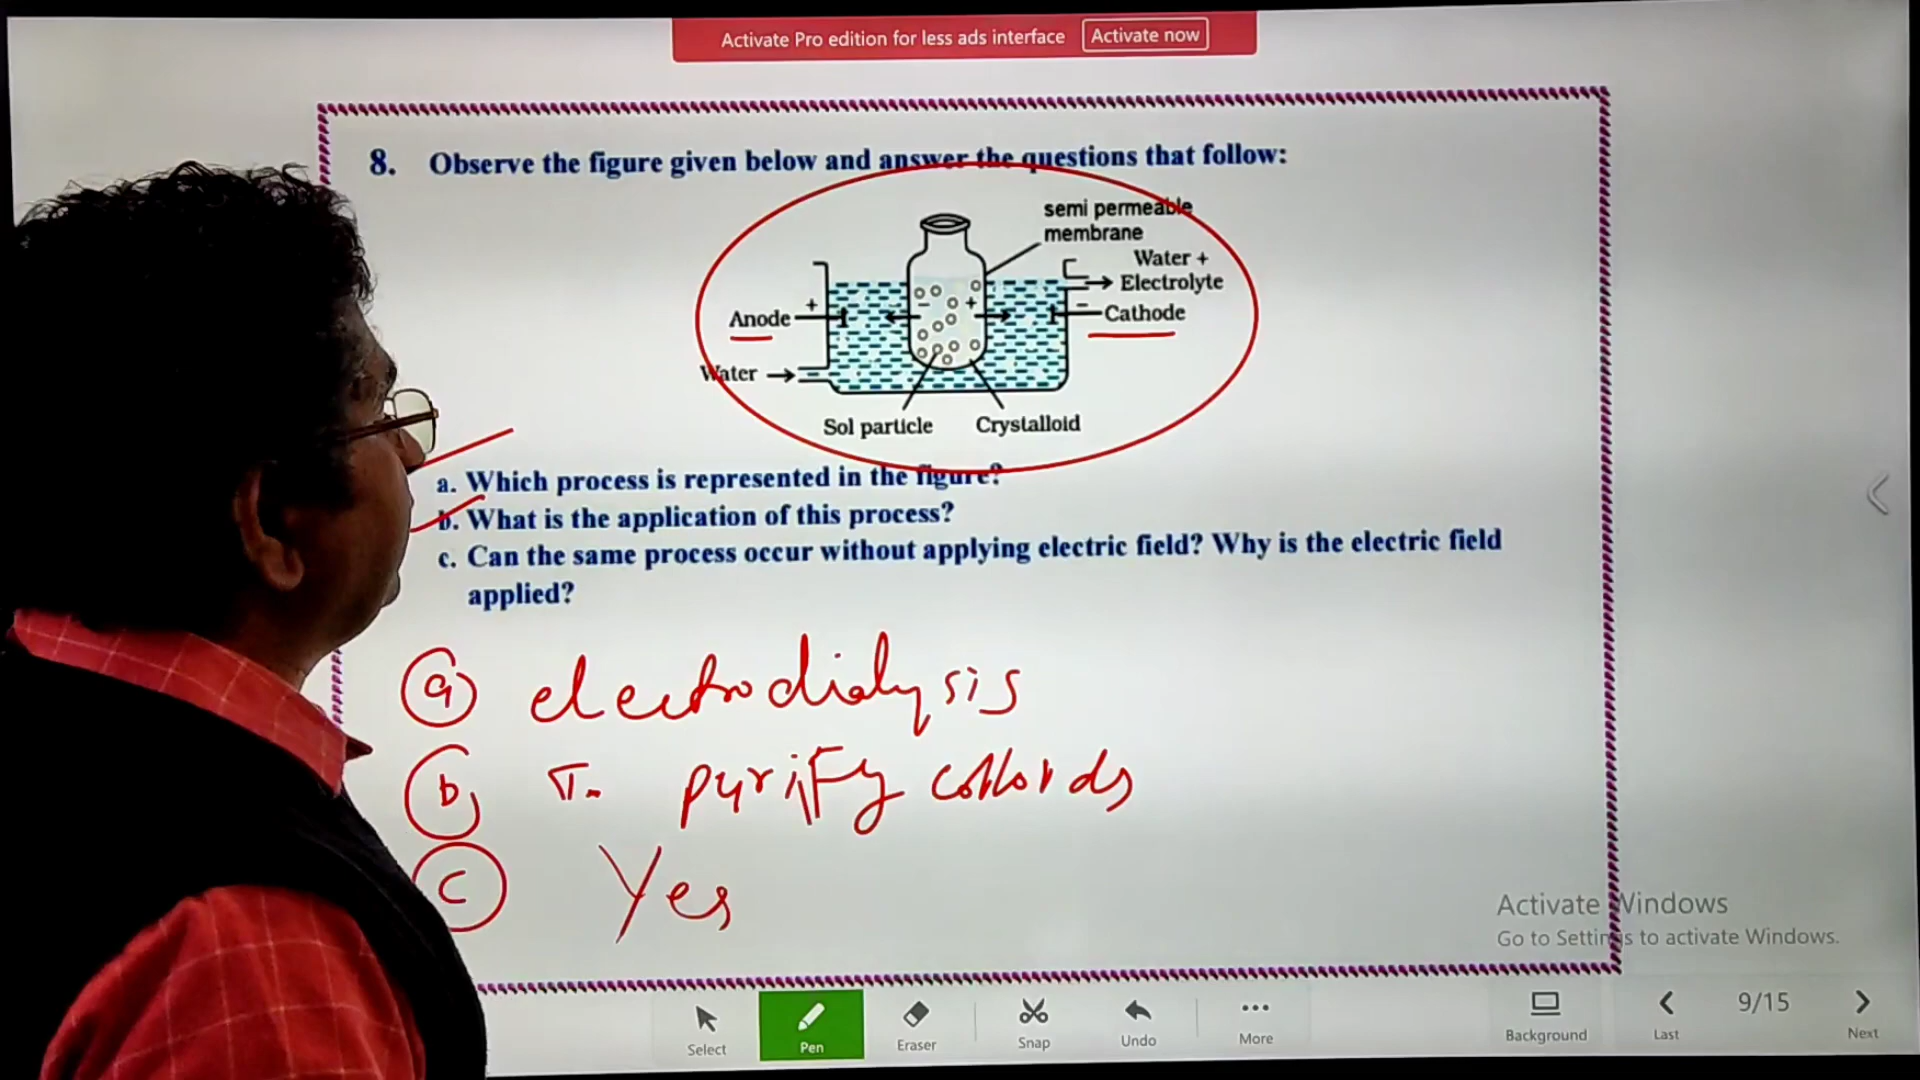 Activate Pro edition for less ads interface Activate now
8. Observe the figure given below and answer the questions that follow:
semi permeable
membrane
Water +
Electrolyte
Anode + - + - Cathode
Water
Sol particle Crystalloid
a. Which process is represented in the figure?
b. What is the application of this process?
c. Can the same process occur without applying electric field? Why is the electric field
applied?
a electrodialysis
b) To purify colloids
c Yes
Activate Windows
Go to Settings to activate Windows.
Select Pen Eraser Snap Undo More Background Last 9/15 Next